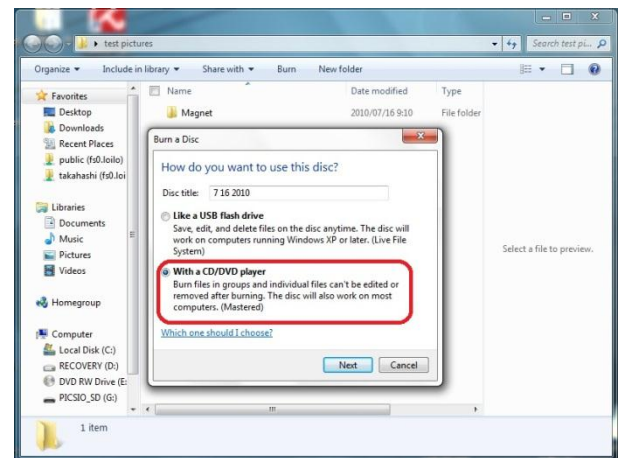 test pictures
Search test pi...
Organize
Include in library
Share with
Burn
New folder
Favorites
Desktop
Downloads
Recent Places
public (fs0.loilo)
takahashi (fs0.loi
Libraries
Documents
Music
Pictures
Videos
Homegroup
Computer
Local Disk (C:)
RECOVERY (D:)
DVD RW Drive (E:
PICSIO_SD (G:)
Name
Date modified
Type
Magnet
2010/07/16 9:10
File folder
Burn a Disc
How do you want to use this disc?
Disc title:
7 16 2010
Like a USB flash drive
Save, edit, and delete files on the disc anytime. The disc will
work on computers running Windows XP or later. (Live File
System)
With a CD/DVD player
Burn files in groups and individual files can't be edited or
removed after burning. The disc will also work on most
computers. (Mastered)
Which one should I choose?
Next
Cancel
Select a file to preview.
1 item